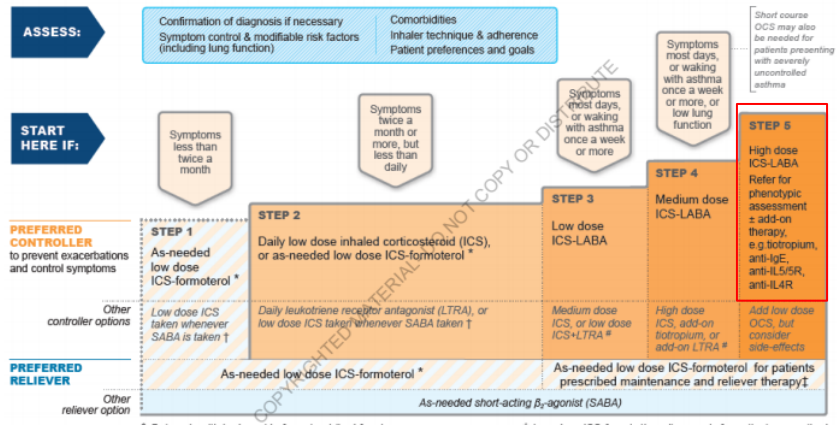 ASSESS:
Confirmation of diagnosis if necessary
Symptom control & modifiable risk factors
(including lung function)
Comorbidities
Inhaler technique & adherence
Patient preferences and goals
Short course
OCS may also
be needed for
patients presenting
with severely
uncontrolled
asthma
START
HERE IF:
Symptoms
less than
twice a
month
Symptoms
twice a
month or
more, but
less than
daily
Symptoms
most days,
or waking
with asthma
once a week
or more
Symptoms
most days,
or waking
with asthma
once a week
or more, or
low lung
function
PREFERRED
CONTROLLER
to prevent exacerbations
and control symptoms
STEP 1
As-needed
low dose
ICS-formoterol *
STEP 2
Daily low dose inhaled corticosteroid (ICS),
or as-needed low dose ICS-formoterol *
STEP 3
Low dose
ICS-LABA
STEP 4
Medium dose
ICS-LABA
STEP 5
High dose
ICS-LABA
Refer for
phenotypic
assessment
± add-on
therapy,
e.g.tiotropium,
anti-IgE,
anti-IL5/5R,
anti-IL4R
Other
controller options
Low dose ICS
taken whenever
SABA is taken †
Daily leukotriene receptor antagonist (LTRA), or
low dose ICS taken whenever SABA taken †
Medium dose
ICS, or low dose
ICS+LTRA #
High dose
ICS, add-on
tiotropium, or
add-on LTRA #
Add low dose
OCS, but
consider
side-effects
PREFERRED
RELIEVER
As-needed low dose ICS-formoterol *
As-needed low dose ICS-formoterol for patients
prescribed maintenance and reliever therapy‡
Other
reliever option
As-needed short-acting β₂-agonist (SABA)
COPYRIGHTED MATERIAL- DO NOT COPY OR DISTRIBUTE